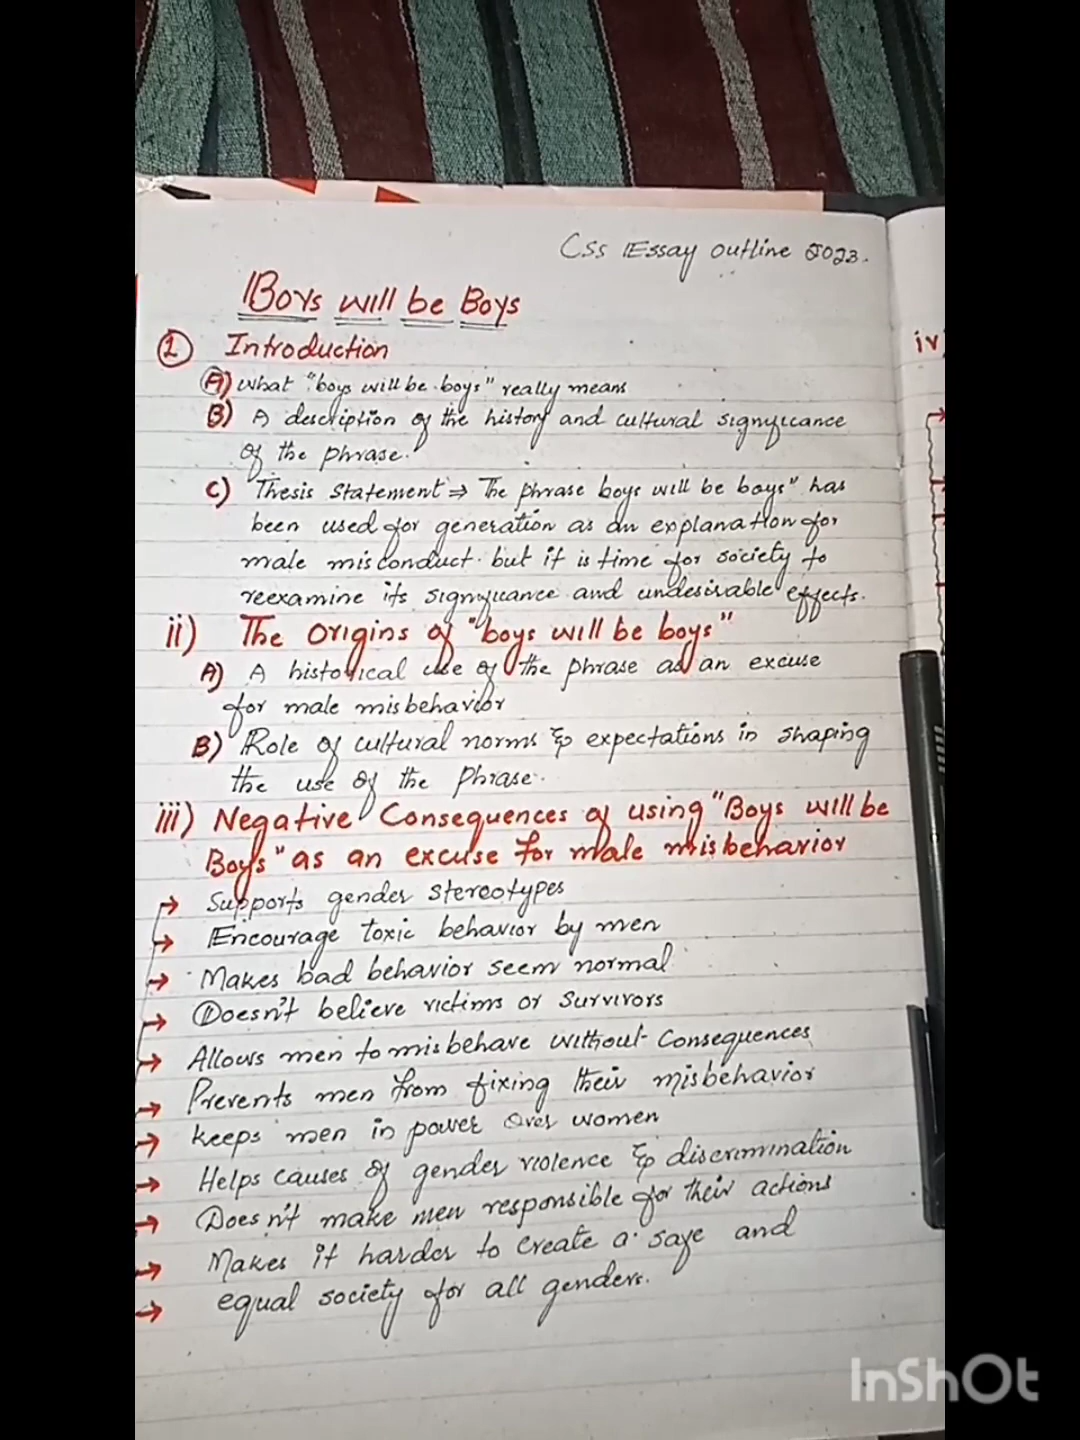 CSS Essay outline 2023.
Boys will be Boys
1 Introduction
A) What "boys will be boys" really means
B) A description of the history and cultural significance
of the phrase.
C) Thesis Statement ⇒ The phrase boys will be boys" has
been used for generation as an explanation for
male misconduct. but it is time for society to
reexamine its significance and undesirable effects.
ii) The Origins of "boys will be boys"
A) A historical use of the phrase as an excuse
for male misbehavior
B) Role of cultural norms & expectations in shaping
the use of the Phrase.
iii) Negative Consequences of using "Boys will be
Boys" as an excuse for male misbehavior
→ Supports gender stereotypes
→ Encourage toxic behavior by men
→ Makes bad behavior seem normal
→ Doesn't believe victims or Survivors
→ Allows men to misbehave without Consequences
→ Prevents men from fixing their misbehavior
→ keeps men in power over women
→ Helps causes of gender violence & discrimination
→ Doesn't make men responsible for their actions
→ Makes it harder to create a safe and
→ equal society for all genders.
iv
InShOt